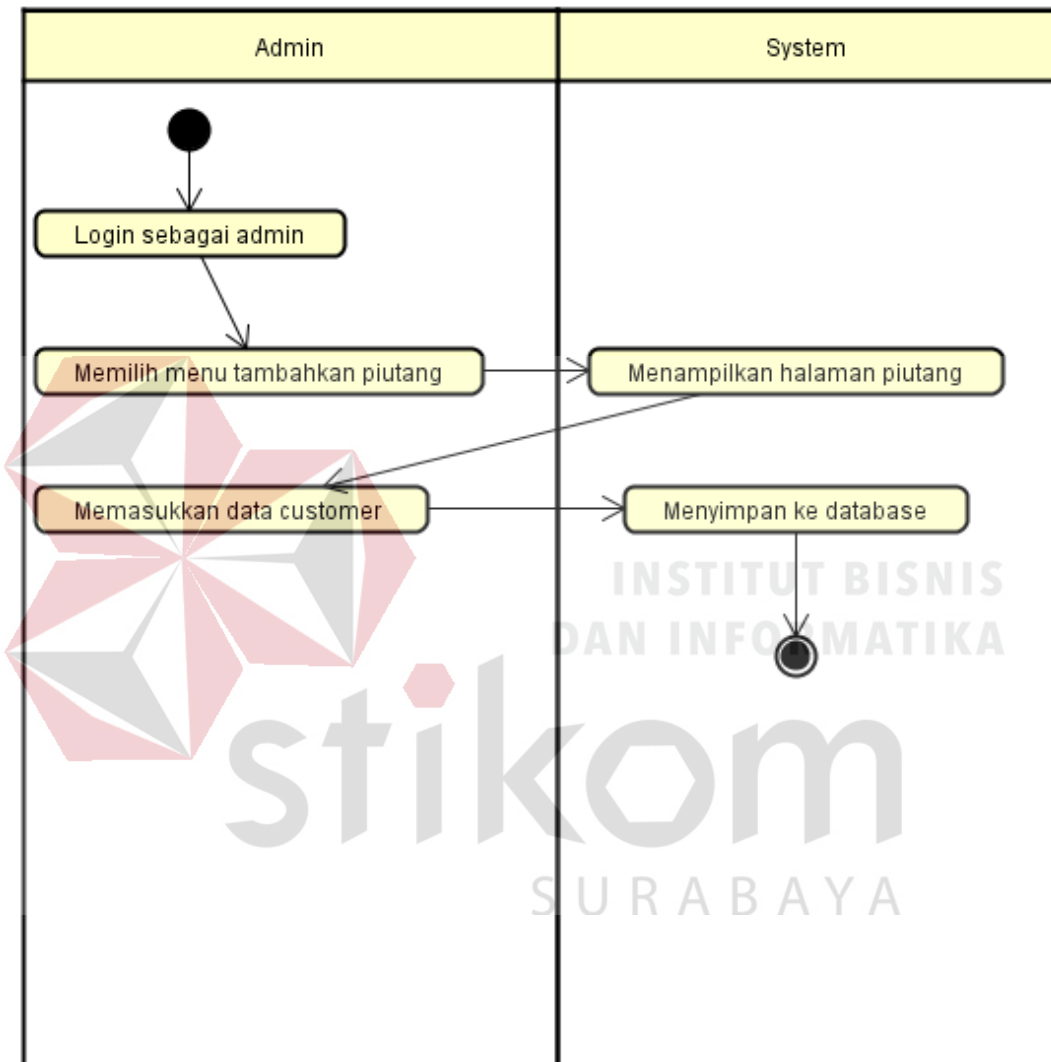 Admin
System
Login sebagai admin
Memilih menu tambahkan piutang
Menampilkan halaman piutang
Memasukkan data customer
Menyimpan ke database
INSTITUT BISNIS
DAN INFORMATIKA
stikom
SURABAYA